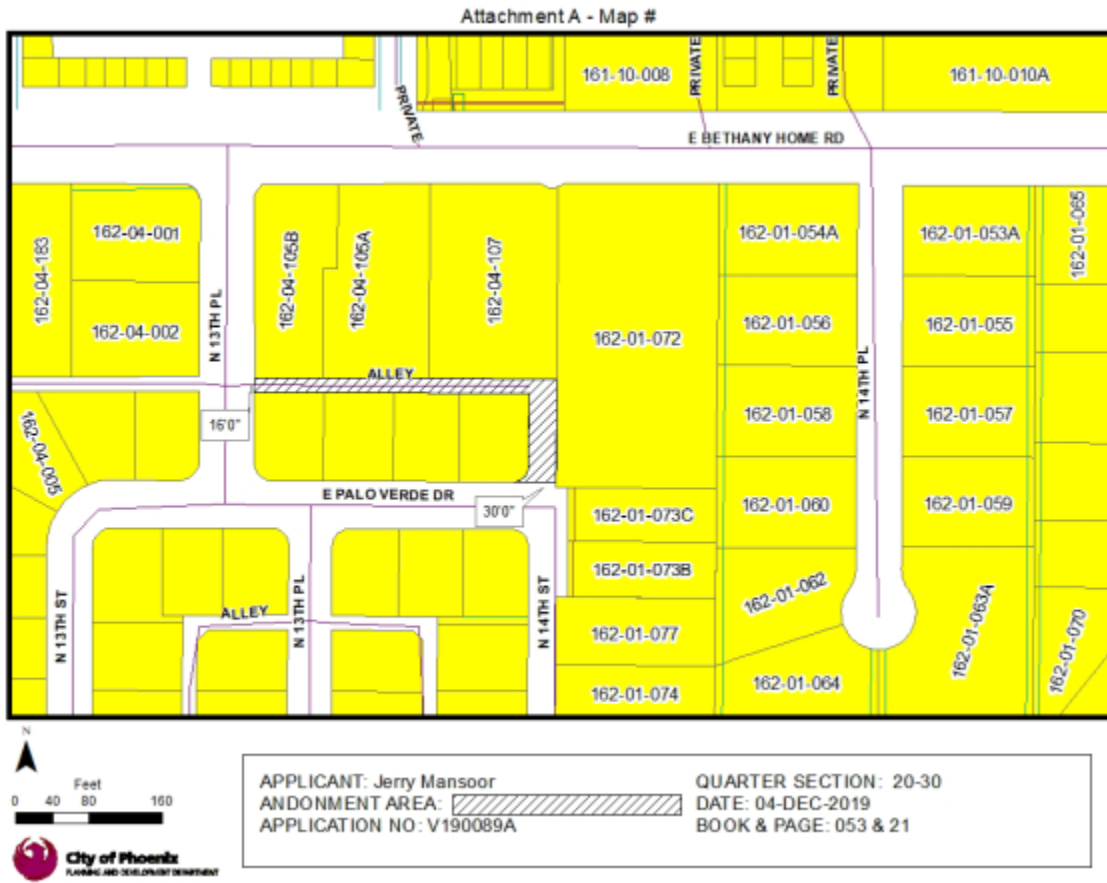 Attachment A - Map #
161-10-008
PRIVATE
PRIVATE
161-10-010A
PRIVATE
E BETHANY HOME RD
162-04-183
162-04-001
162-04-002
N 13TH PL
162-04-105B
162-04-105A
162-04-107
162-01-072
162-01-054A
162-01-056
162-01-058
162-01-060
N 14TH PL
162-01-053A
162-01-055
162-01-057
162-01-059
162-01-065
ALLEY
16'0"
162-04-005
E PALO VERDE DR
30'0"
162-01-073C
162-01-073B
162-01-077
162-01-074
162-01-062
162-01-064
162-01-063A
162-01-070
N 13TH ST
ALLEY
N 13TH PL
N 14TH ST
N
Feet
0 40 80 160
City of Phoenix
PLANNING AND DEVELOPMENT DEPARTMENT
APPLICANT: Jerry Mansoor
ANDONMENT AREA:
APPLICATION NO: V190089A
QUARTER SECTION: 20-30
DATE: 04-DEC-2019
BOOK & PAGE: 053 & 21